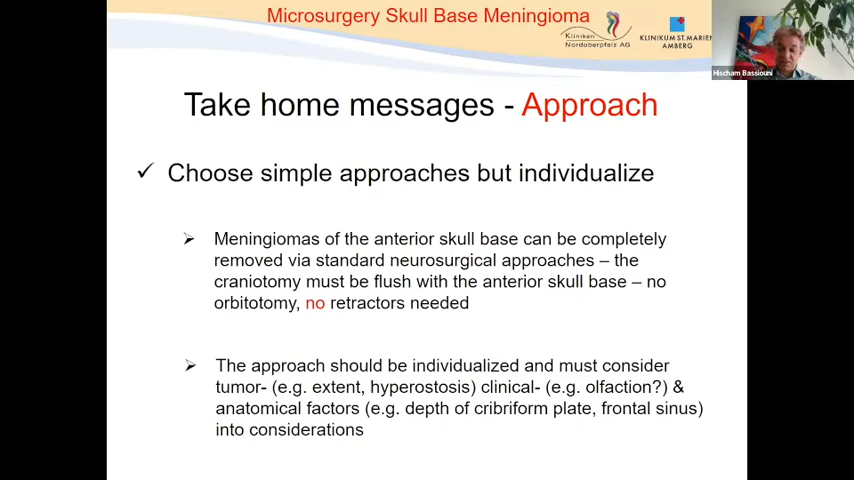 Microsurgery Skull Base Meningioma
Kliniken
Nordoberpfalz AG
KLINIKUM ST. MARIEN
AMBERG
Hischam Bassiouni
Take home messages - Approach
✓ Choose simple approaches but individualize
➢ Meningiomas of the anterior skull base can be completely
removed via standard neurosurgical approaches – the
craniotomy must be flush with the anterior skull base – no
orbitotomy, no retractors needed
➢ The approach should be individualized and must consider
tumor- (e.g. extent, hyperostosis) clinical- (e.g. olfaction?) &
anatomical factors (e.g. depth of cribriform plate, frontal sinus)
into considerations